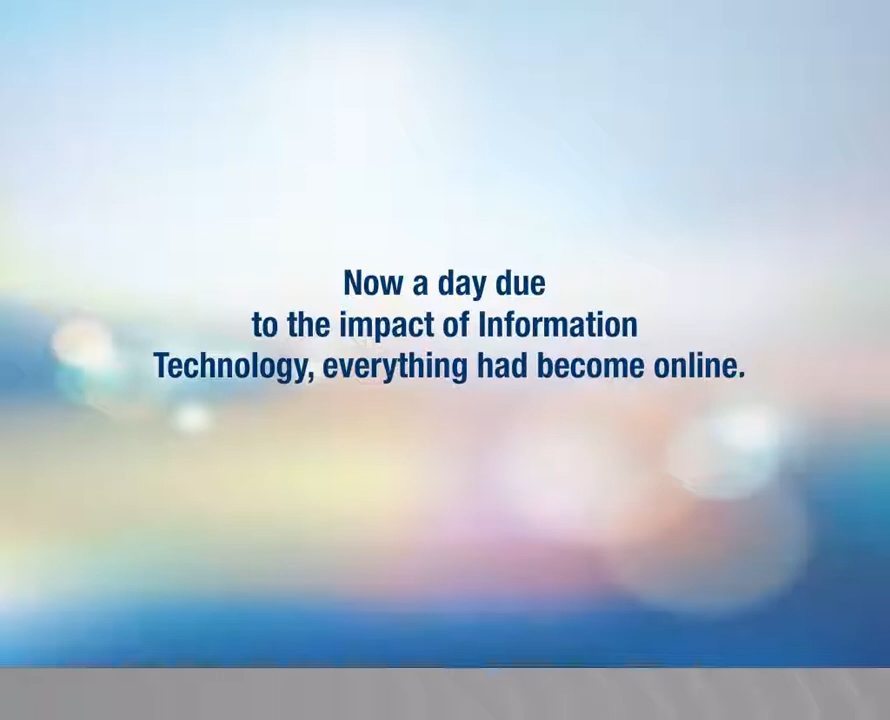 Now a day due
to the impact of Information
Technology, everything had become online.